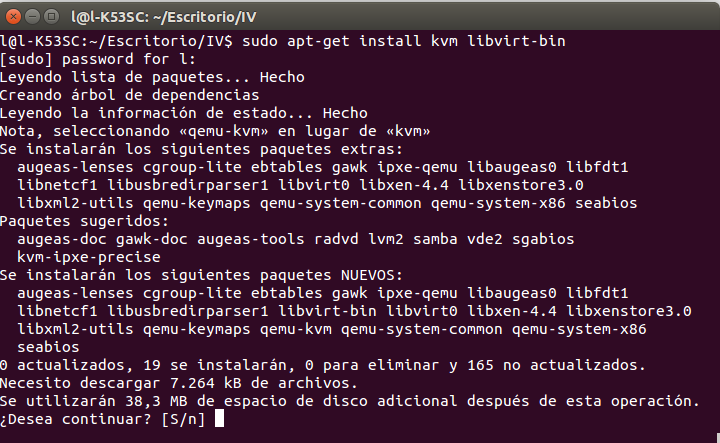 l@l-K53SC: ~/Escritorio/IV
l@l-K53SC:~/Escritorio/IV$ sudo apt-get install kvm libvirt-bin
[sudo] password for l:
Leyendo lista de paquetes... Hecho
Creando árbol de dependencias
Leyendo la información de estado... Hecho
Nota, seleccionando «qemu-kvm» en lugar de «kvm»
Se instalarán los siguientes paquetes extras:
  augeas-lenses cgroup-lite ebtables gawk ipxe-qemu libaugeas0 libfdt1
  libnetcf1 libusbredirparser1 libvirt0 libxen-4.4 libxenstore3.0
  libxml2-utils qemu-keymaps qemu-system-common qemu-system-x86 seabios
Paquetes sugeridos:
  augeas-doc gawk-doc augeas-tools radvd lvm2 samba vde2 sgabios
  kvm-ipxe-precise
Se instalarán los siguientes paquetes NUEVOS:
  augeas-lenses cgroup-lite ebtables gawk ipxe-qemu libaugeas0 libfdt1
  libnetcf1 libusbredirparser1 libvirt-bin libvirt0 libxen-4.4 libxenstore3.0
  libxml2-utils qemu-keymaps qemu-kvm qemu-system-common qemu-system-x86
  seabios
0 actualizados, 19 se instalarán, 0 para eliminar y 165 no actualizados.
Necesito descargar 7.264 kB de archivos.
Se utilizarán 38,3 MB de espacio de disco adicional después de esta operación.
¿Desea continuar? [S/n]